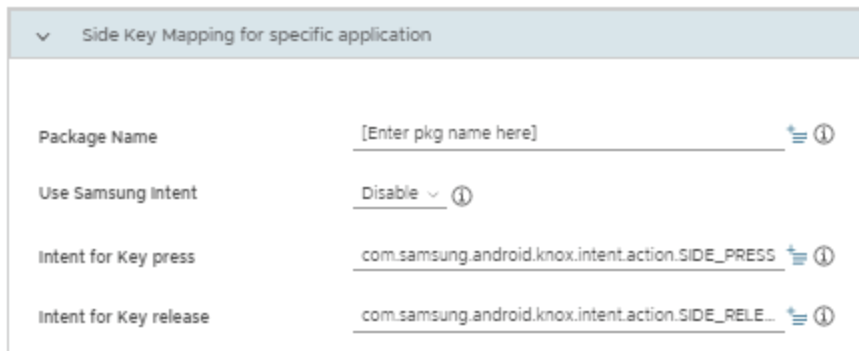 Side Key Mapping for specific application
Package Name [Enter pkg name here]
Use Samsung Intent Disable
Intent for Key press com.samsung.android.knox.intent.action.SIDE_PRESS
Intent for Key release com.samsung.android.knox.intent.action.SIDE_RELE...